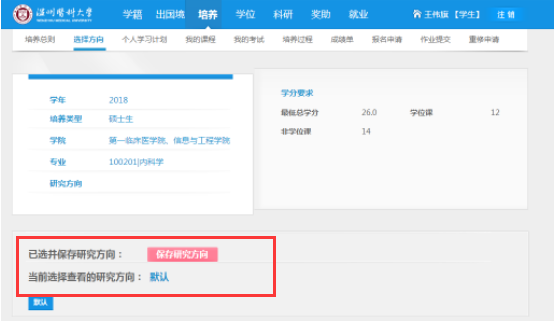 温州医科大学 学籍 出国境 培养 学位 科研 奖助 就业 王伟旗 【学生】 注 销
培养总则 选择方向 个人学习计划 我的课程 我的考试 培养过程 成绩单 报名申请 作业提交 重修申请
学年 2018
培养类型 硕士生
学院 第一临床医学院、信息与工程学院
专业 100201|内科学
研究方向
学分要求
最低总学分 26.0 学位课 12
非学位课 14
已选并保存研究方向： 保存研究方向
当前选择查看的研究方向： 默认
默认